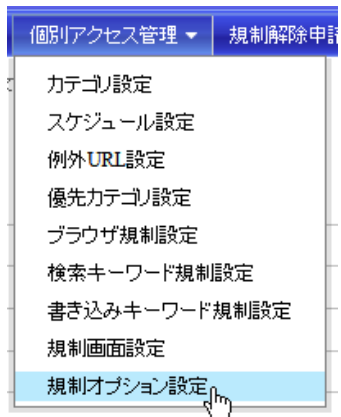 個別アクセス管理 ▼ 規制解除申
カテゴリ設定
スケジュール設定
例外URL設定
優先カテゴリ設定
ブラウザ規制設定
検索キーワード規制設定
書き込みキーワード規制設定
規制画面設定
規制オプション設定